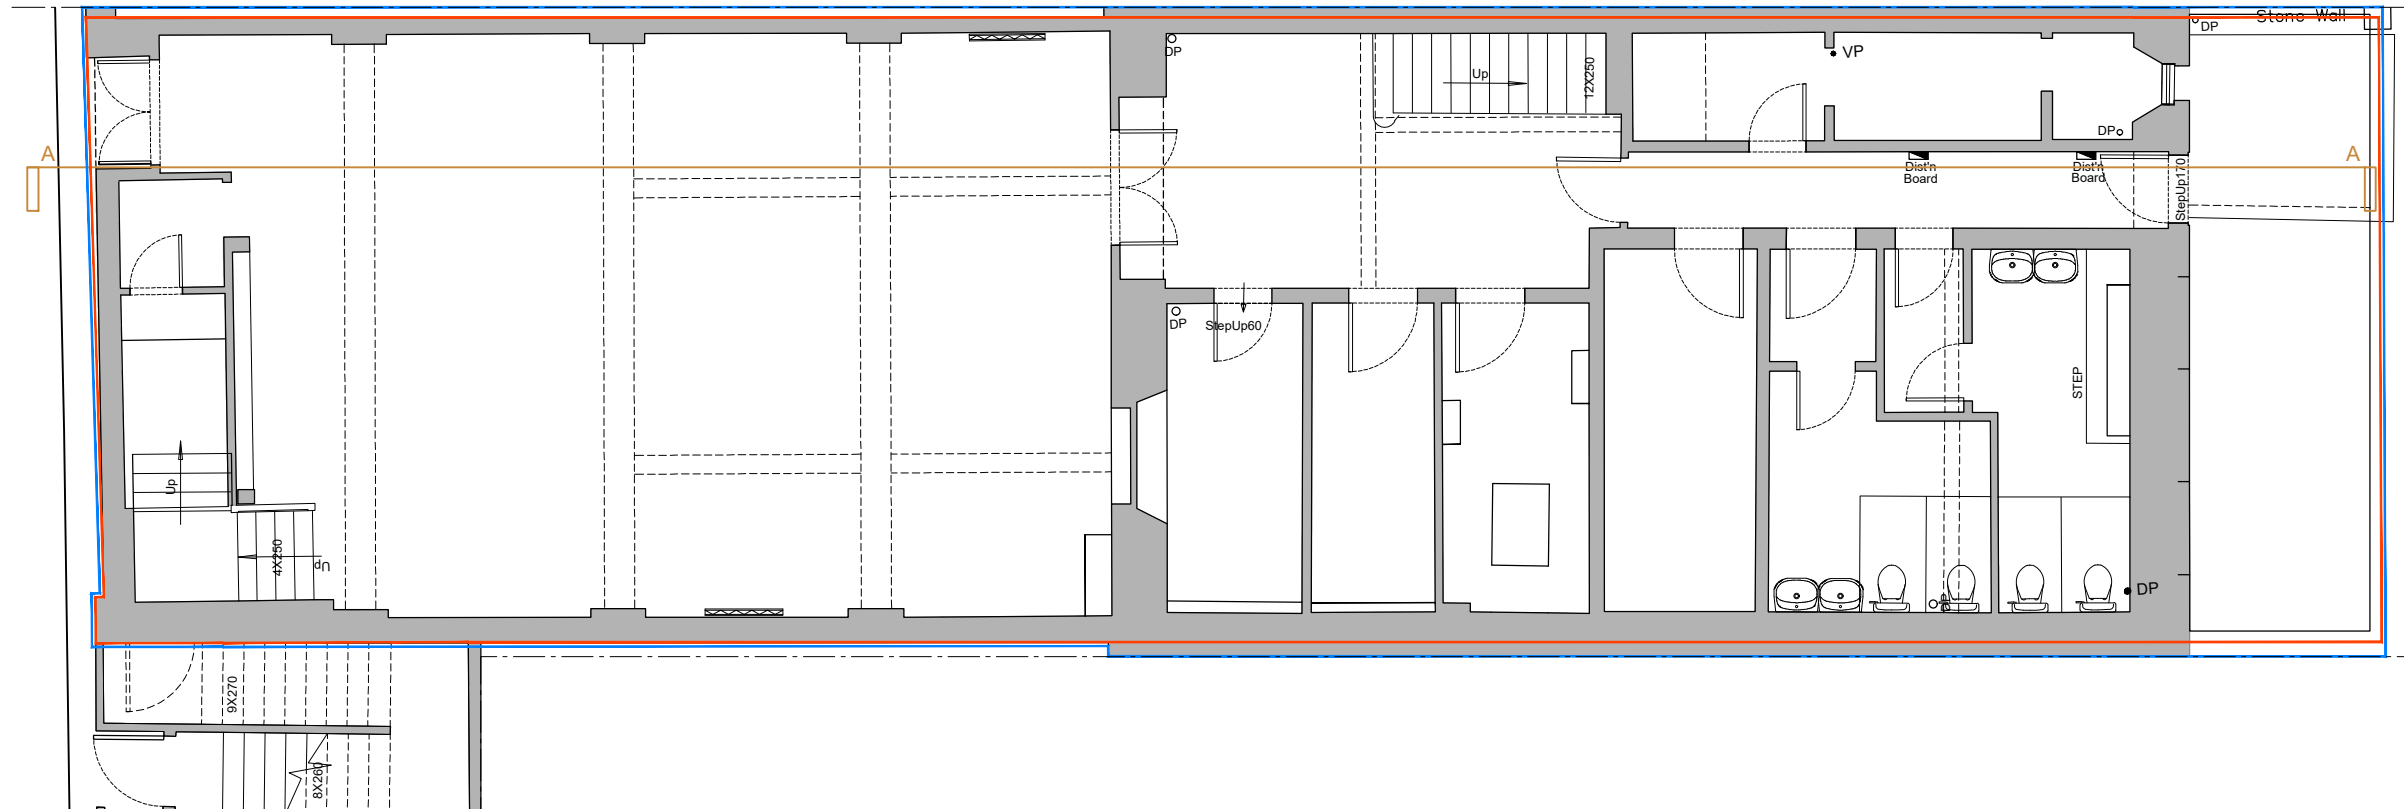 Stone Wall
DP
DP
VP
Up
12X250
A
A
DP
Dist'n
Board
Dist'n
Board
StepUp170
DP
StepUp60
STEP
Up
4X250
Up
DP
9X270
8X260